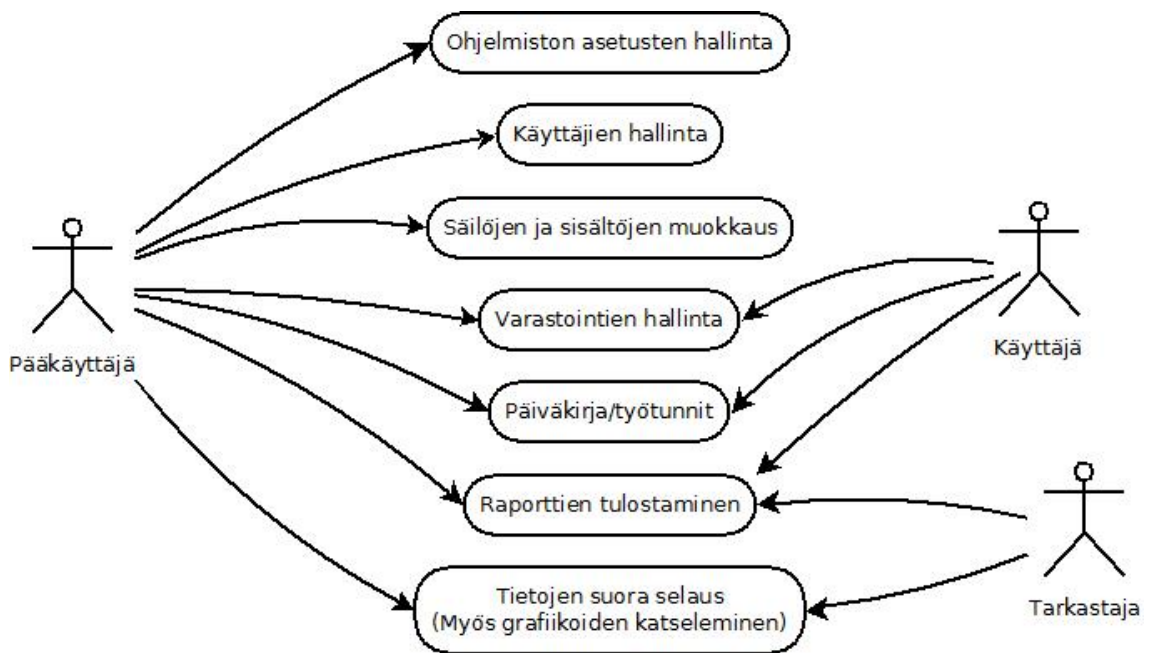 Ohjelmiston asetusten hallinta
Käyttäjien hallinta
Säilöjen ja sisältöjen muokkaus
Varastointien hallinta
Pääkäyttäjä
Käyttäjä
Päiväkirja/työtunnit
Raporttien tulostaminen
Tietojen suora selaus
(Myös grafiikoiden katseleminen)
Tarkastaja